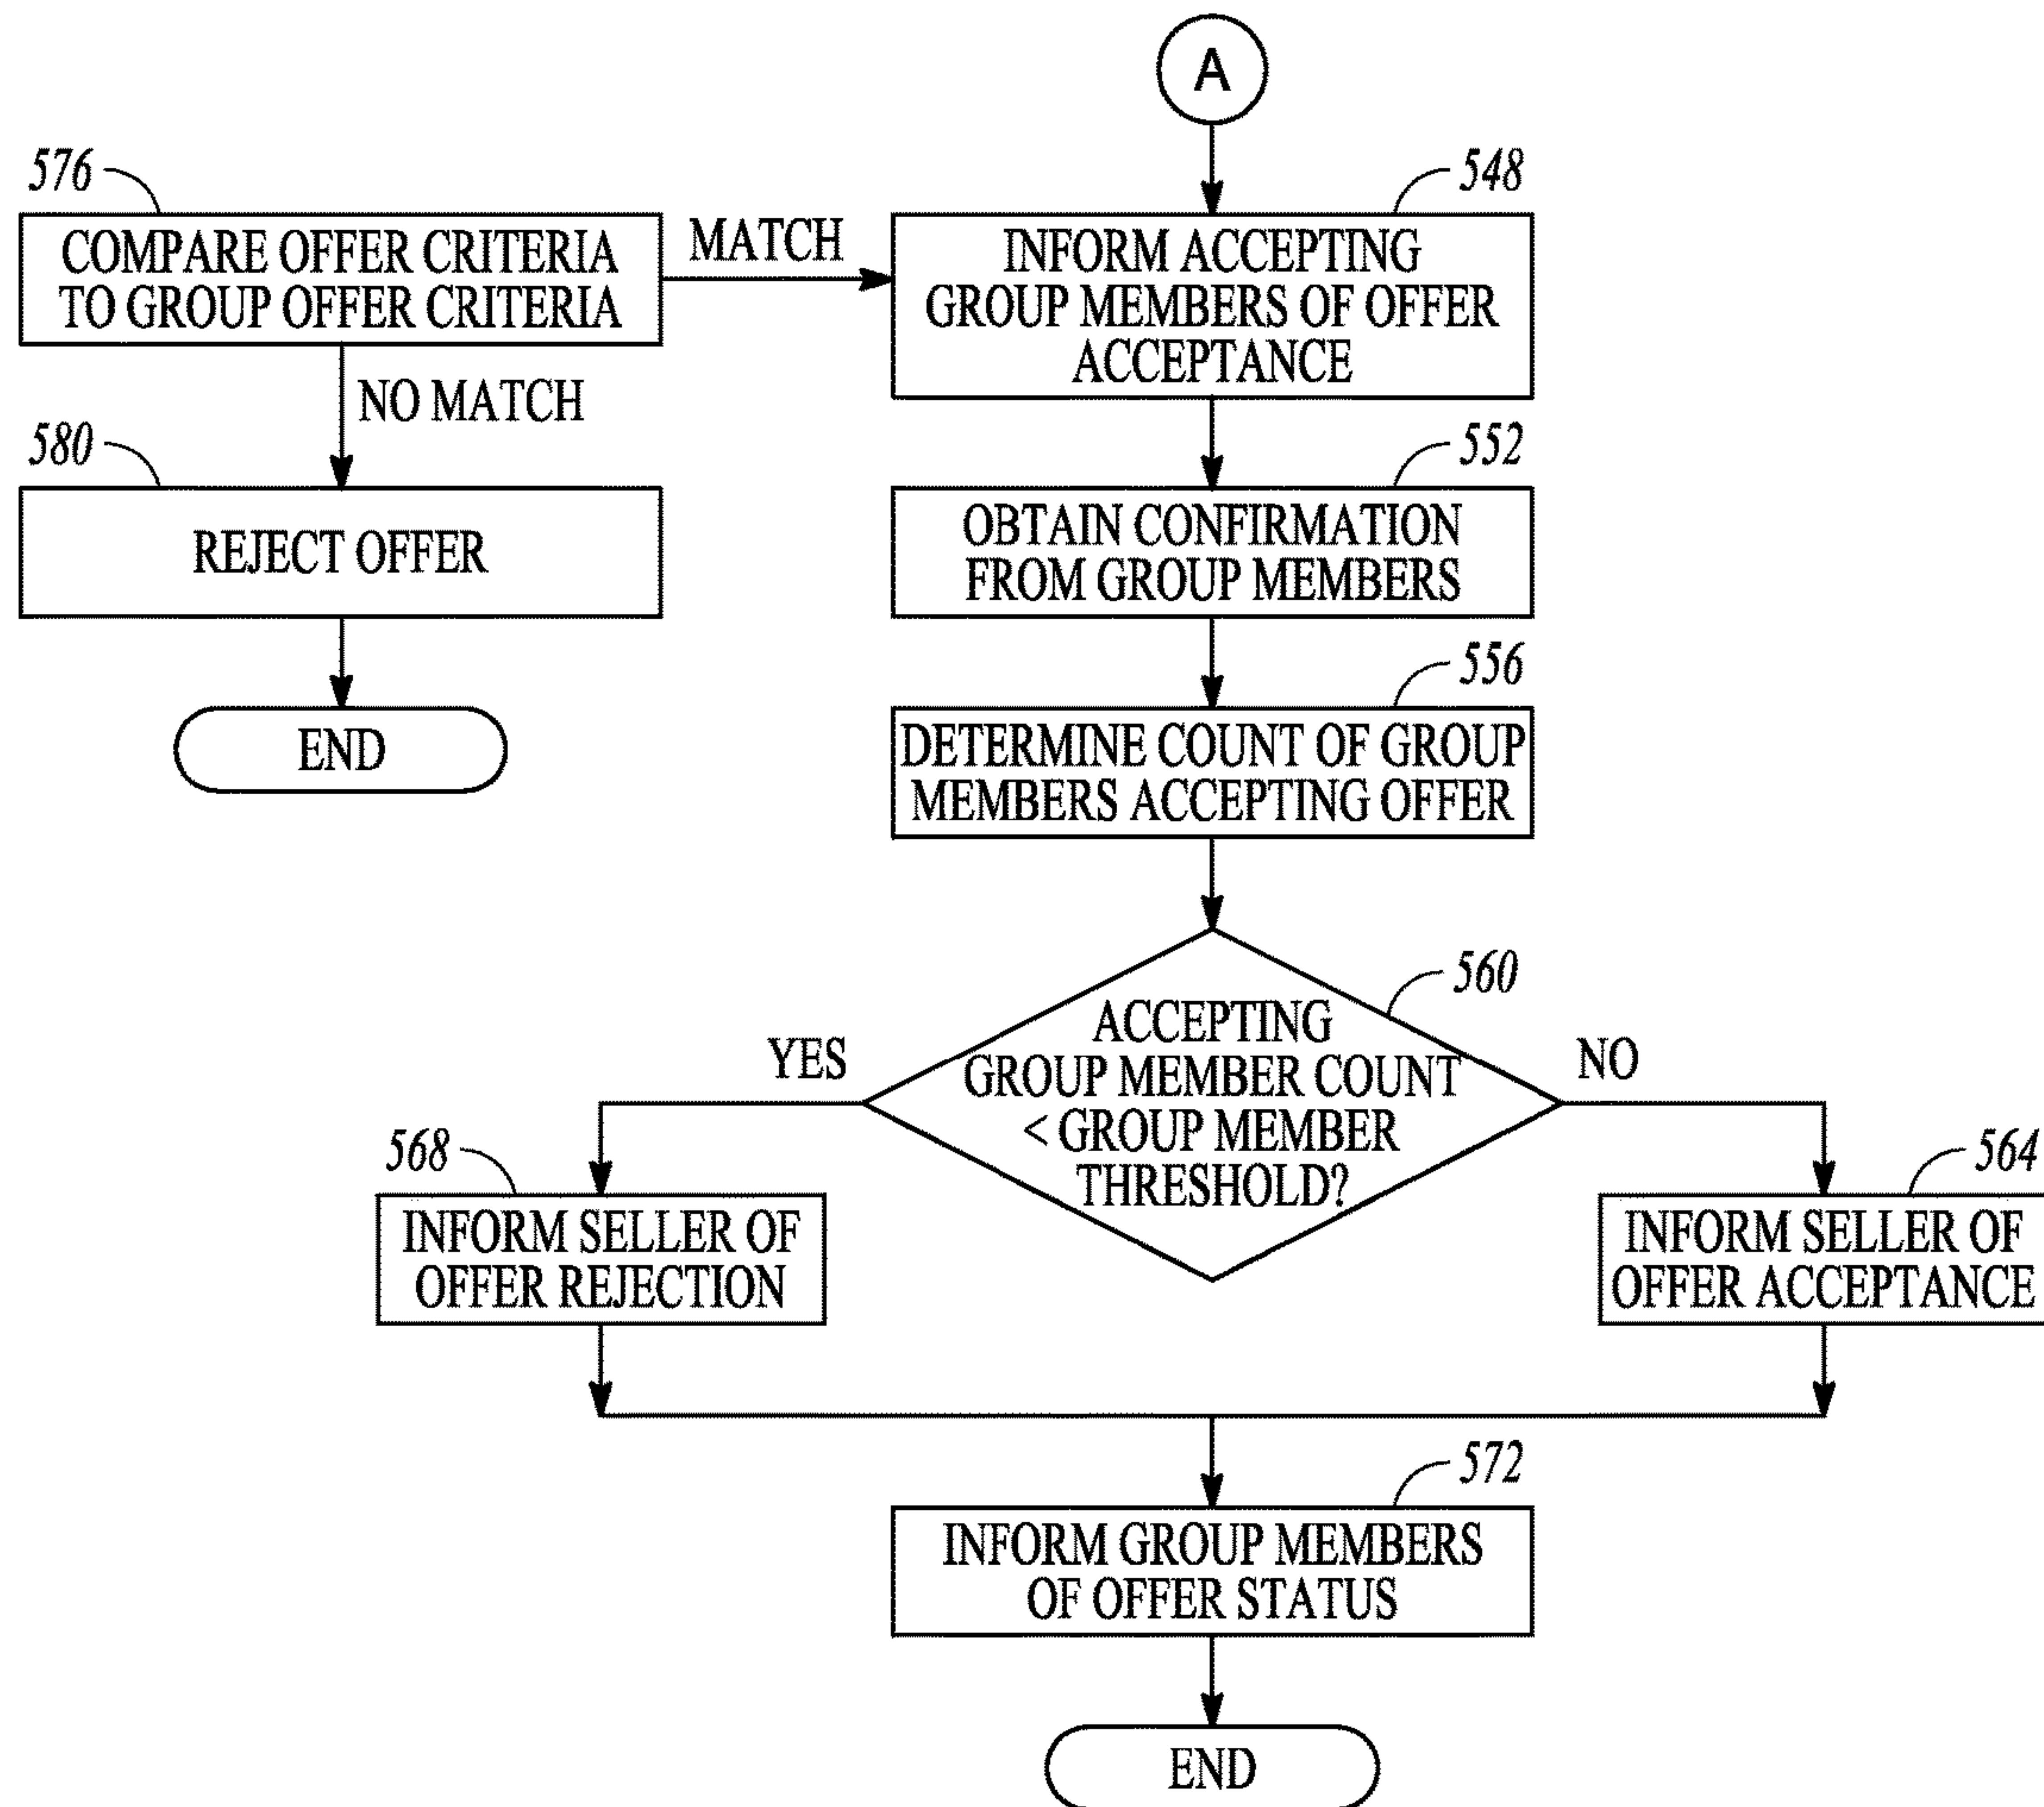 A
576
COMPARE OFFER CRITERIA
TO GROUP OFFER CRITERIA
MATCH
548
INFORM ACCEPTING
GROUP MEMBERS OF OFFER
ACCEPTANCE
NO MATCH
580
REJECT OFFER
END
552
OBTAIN CONFIRMATION
FROM GROUP MEMBERS
556
DETERMINE COUNT OF GROUP
MEMBERS ACCEPTING OFFER
560
ACCEPTING
GROUP MEMBER COUNT
< GROUP MEMBER
THRESHOLD?
YES
NO
568
INFORM SELLER OF
OFFER REJECTION
564
INFORM SELLER OF
OFFER ACCEPTANCE
572
INFORM GROUP MEMBERS
OF OFFER STATUS
END